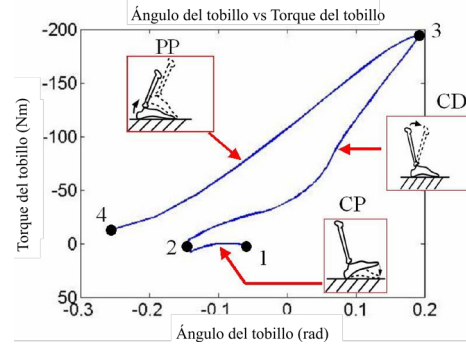 Ángulo del tobillo vs Torque del tobillo
-200
-150
-100
-50
0
50
Torque del tobillo (Nm)
PP
3
CD
4
2
1
CP
-0.3
-0.2
-0.1
0
0.1
0.2
Ángulo del tobillo (rad)